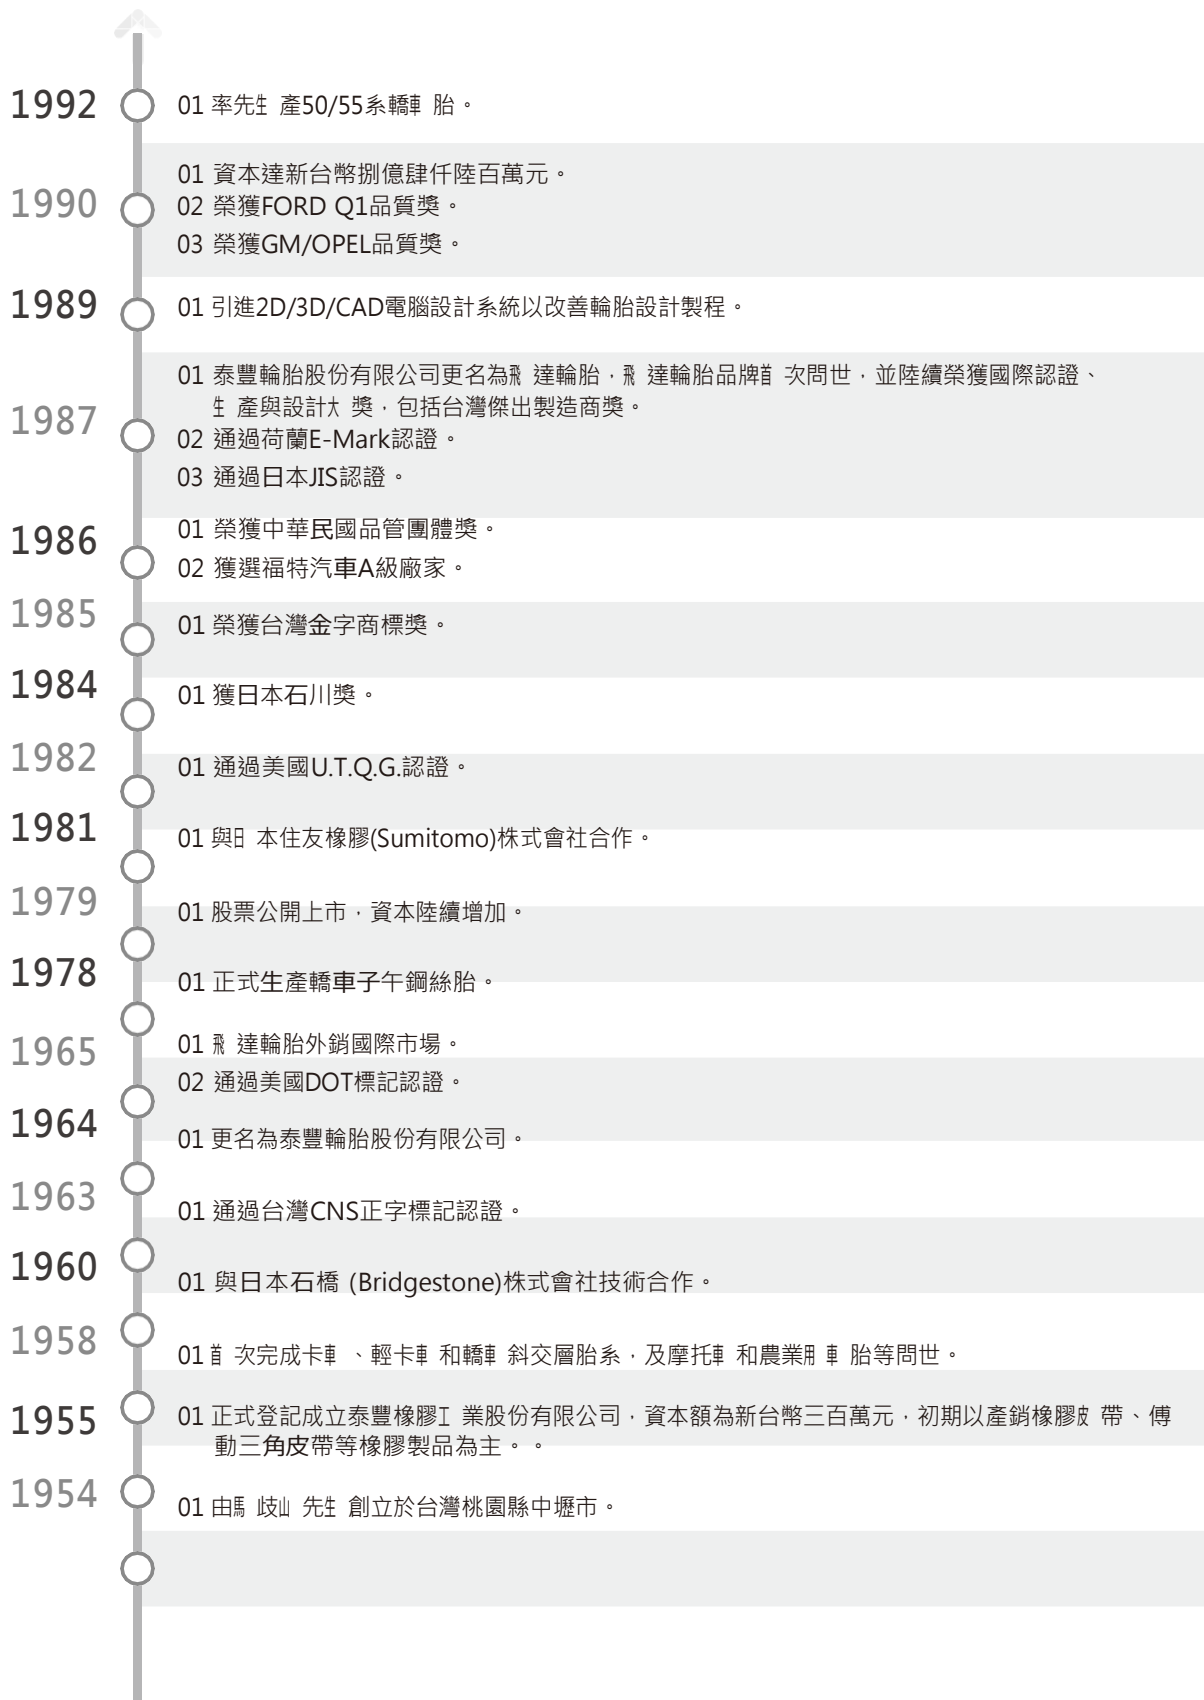 1992
01 率先生 產50/55系轎車 胎。
01 資本達新台幣捌億肆仟陸百萬元。
1990
02 榮獲FORD Q1品質獎。
03 榮獲GM/OPEL品質獎。
1989
01 引進2D/3D/CAD電腦設計系統以改善輪胎設計製程。
01 泰豐輪胎股份有限公司更名為飛 達輪胎，飛 達輪胎品牌首 次問世，並陸續榮獲國際認證、
生 產與設計大 獎，包括台灣傑出製造商獎。
1987
02 通過荷蘭E-Mark認證。
03 通過日本JIS認證。
01 榮獲中華民國品管團體獎。
1986
02 獲選福特汽車A級廠家。
1985
01 榮獲台灣金字商標獎。
1984
01 獲日本石川獎。
1982
01 通過美國U.T.Q.G.認證。
1981
01 與日 本住友橡膠(Sumitomo)株式會社合作。
1979
01 股票公開上市，資本陸續增加。
1978
01 正式生產轎車子午鋼絲胎。
1965
01 飛 達輪胎外銷國際市場。
02 通過美國DOT標記認證。
1964
01 更名為泰豐輪胎股份有限公司。
1963
01 通過台灣CNS正字標記認證。
1960
01 與日本石橋 (Bridgestone)株式會社技術合作。
1958
01 首 次完成卡車 、輕卡車 和轎車 斜交層胎系，及摩托車 和農業用 車 胎等問世。
1955
01 正式登記成立泰豐橡膠工 業股份有限公司，資本額為新台幣三百萬元，初期以產銷橡膠皮 帶、傅
動三角皮帶等橡膠製品為主。。
1954
01 由馬 歧山 先生 創立於台灣桃園縣中壢市。